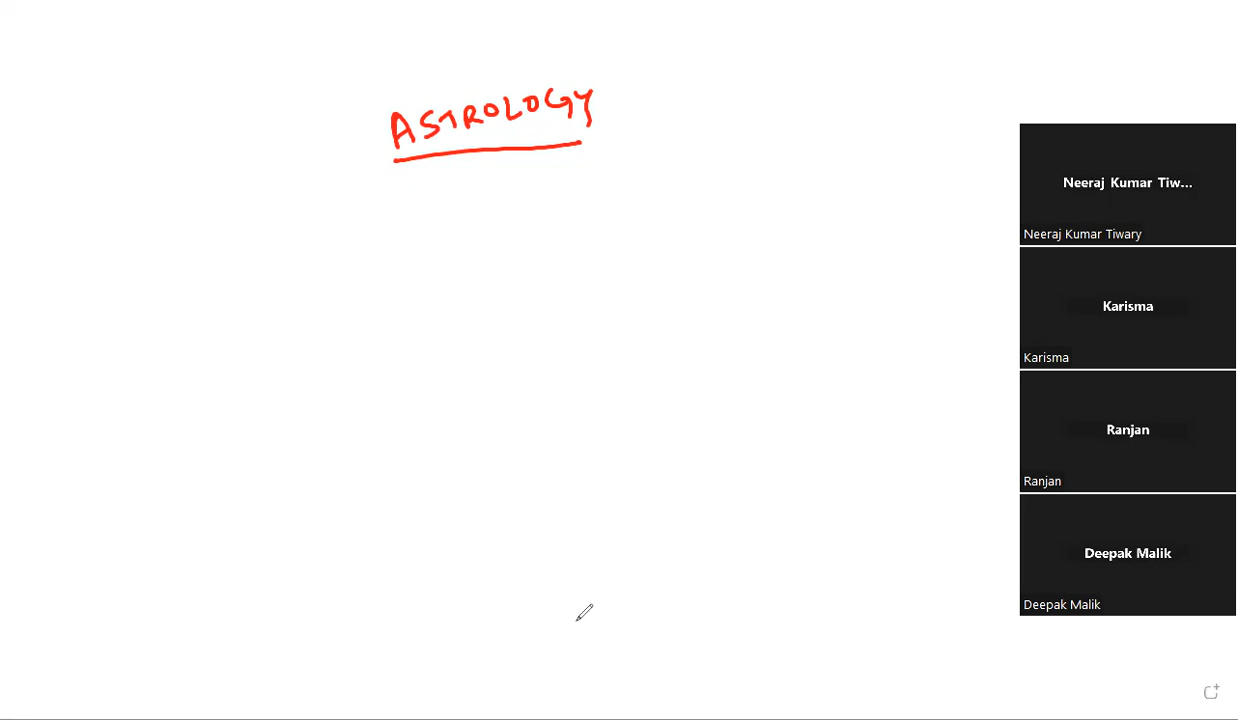 ASTROLOGY
Neeraj Kumar Tiw...
Neeraj Kumar Tiwary
Karisma
Karisma
Ranjan
Ranjan
Deepak Malik
Deepak Malik